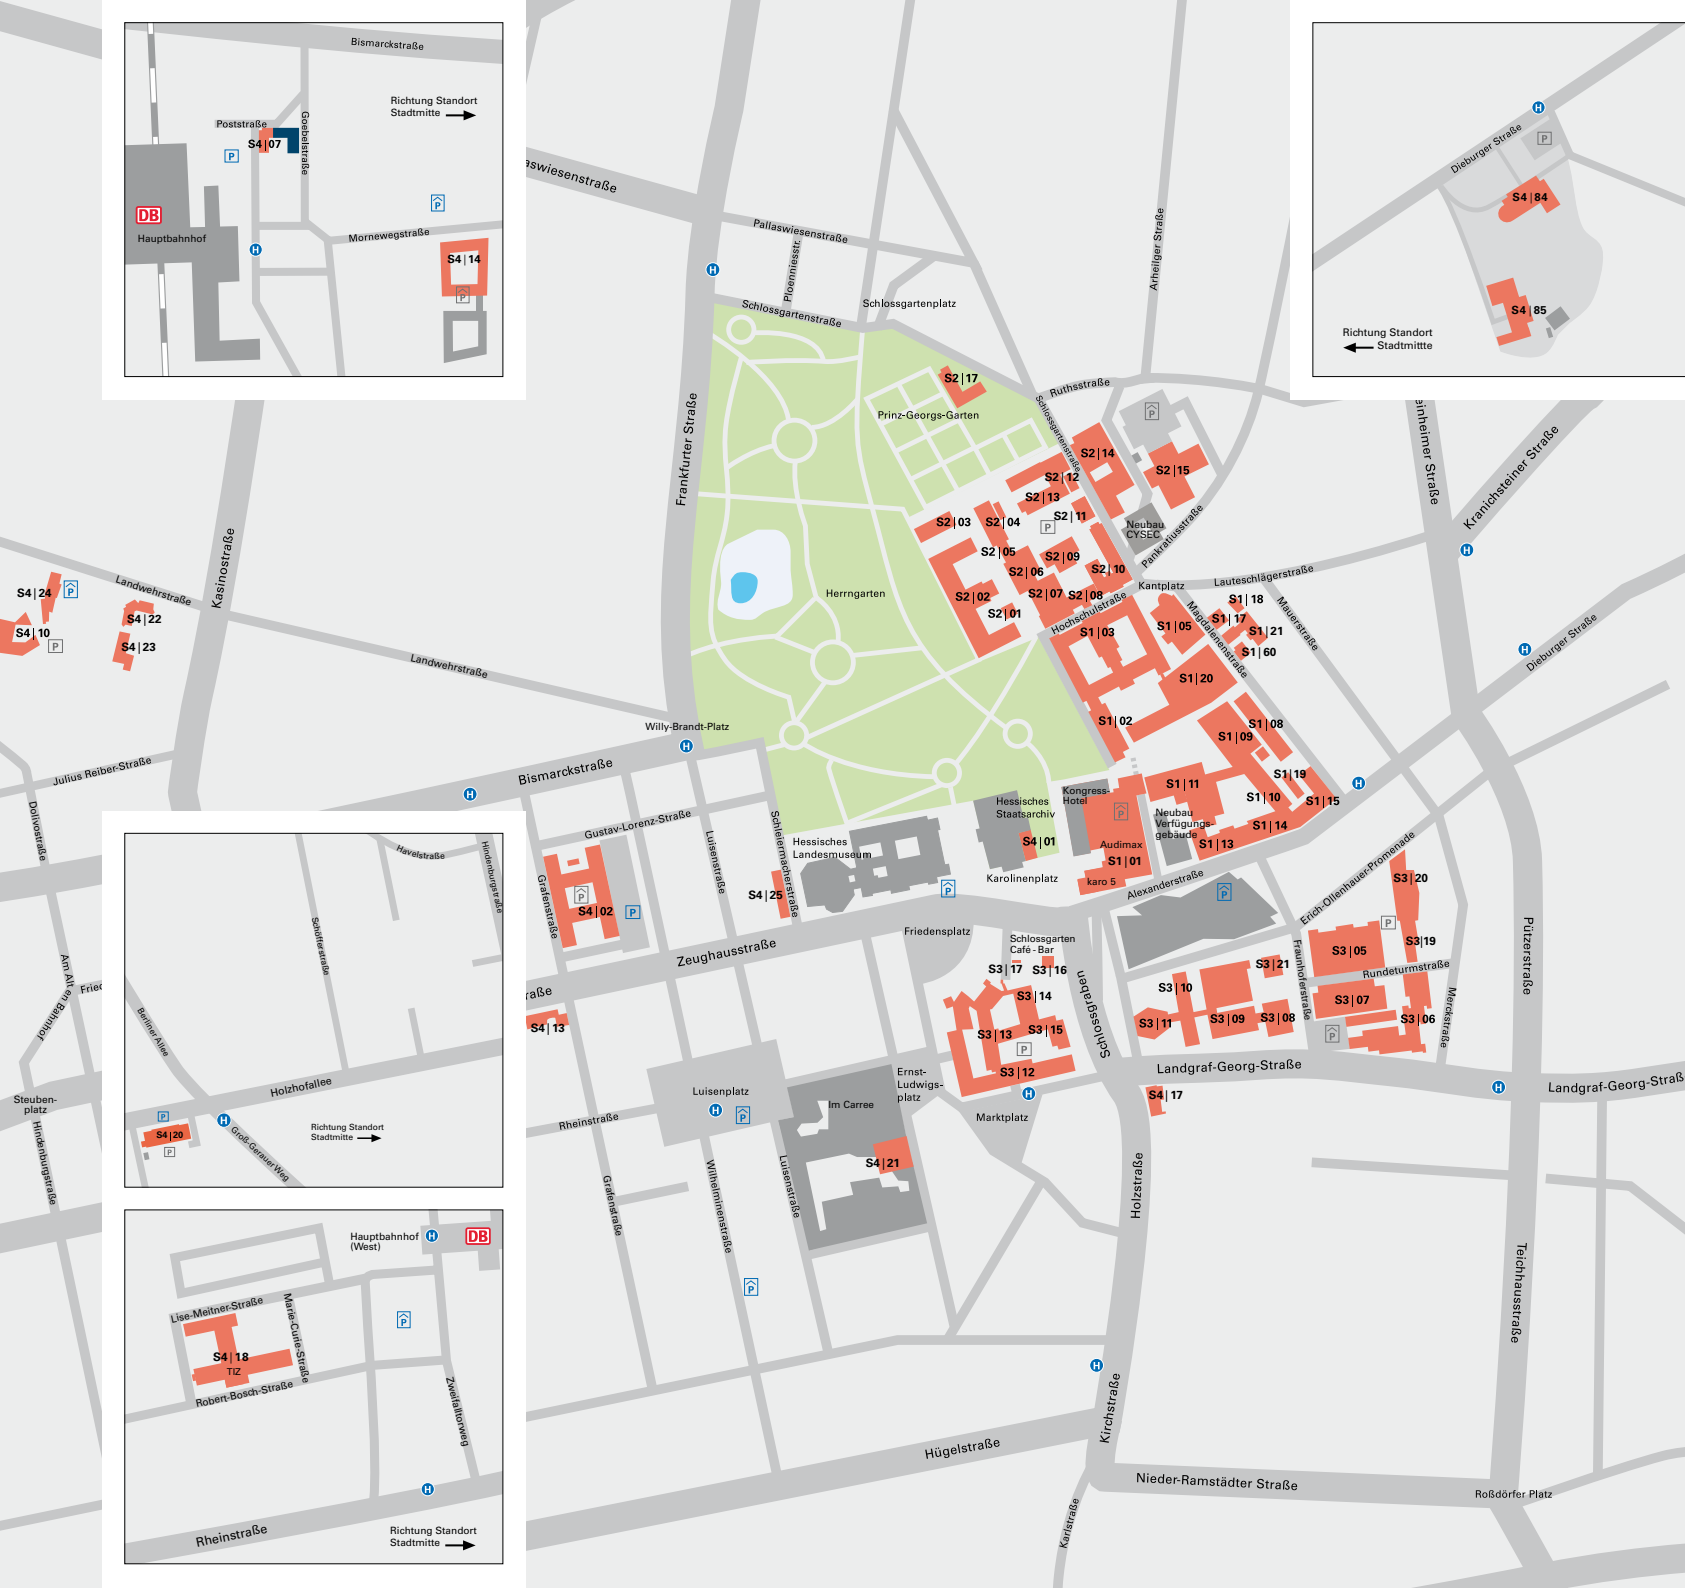 Bismarckstraße
Richtung Standort
Stadtmitte
Poststraße
S4|07
Goebelstraße
P
P
DB
Hauptbahnhof
H
Mornewegstraße
S4|14
P
aswiesenstraße
Pallaswiesenstraße
Ploenniesstr.
H
Schlossgartenstraße
Schlossgartenplatz
Arheilger Straße
H
P
Dieburger Straße
S4|84
S4|85
Richtung Standort
Stadtmittte
Frankfurter Straße
S2|17
Prinz-Georgs-Garten
Ruthsstraße
Schlossgartenstraße
P
S2|14
S2|15
S2|12
S2|13
S2|11
P
S2|03
S2|04
S2|05
S2|09
S2|06
S2|10
S2|02
S2|07
S2|08
S2|01
Neubau
CYSEC
Pankratiusstraße
Kantplatz
Lauteschlägerstraße
einheimer Straße
Kranichsteiner Straße
H
Herrngarten
Hochschulstraße
S1|03
S1|05
Magdalenenstraße
S1|18
S1|17
S1|21
S1|60
Mauerstraße
H
Dieburger Straße
S1|20
S1|02
S1|08
S1|09
S1|19
S1|10
S1|15
H
S1|11
S1|14
S1|13
Kasinostraße
Landwehrstraße
S4|24
P
S4|10
P
S4|22
S4|23
Landwehrstraße
Willy-Brandt-Platz
H
Bismarckstraße
H
Julius Reiber-Straße
Dolivostraße
Gustav-Lorenz-Straße
Luisenstraße
Schleiermacherstraße
Grafenstraße
P
S4|02
P
S4|25
Hessisches
Landesmuseum
Hessisches
Staatsarchiv
S4|01
Karolinenplatz
P
Kongress-
Hotel
P
Audimax
S1|01
karo 5
Neubau
Verfügungs-
gebäude
Alexanderstraße
P
Erich-Ollenhauer-Promenade
S3|20
P
S3|19
S3|05
Rundeturmstraße
Fraunhoferstraße
S3|07
S3|06
P
Merckstraße
Pützerstraße
S3|21
S3|10
S3|11
S3|09
S3|08
Zeughausstraße
Friedensplatz
Schlossgarten
Café - Bar
S3|17
S3|16
S3|14
S3|13
S3|15
P
S3|12
Schlossgraben
H
Landgraf-Georg-Straße
H
Landgraf-Georg-Straß
S4|17
Marktplatz
Ernst-
Ludwigs-
platz
Im Carree
S4|21
Luisenplatz
H
P
raße
S4|13
Rheinstraße
Grafenstraße
Wilhelminenstraße
Luisenstraße
P
Holzstraße
H
Kirchstraße
Hügelstraße
Nieder-Ramstädter Straße
Roßdörfer Platz
Teichhausstraße
Karlstraße
Am Alten Bahnhof
Fried
Steuben-
platz
Hindenburgstraße
Havelstraße
Hindenburgstraße
Schöfferstraße
Berliner Allee
Holzhofallee
P
S4|20
P
H
Groß-Gerauer Weg
Richtung Standort
Stadtmitte
Hauptbahnhof
(West)
H
DB
Lise-Meitner-Straße
Marie-Curie-Straße
P
S4|18
TIZ
Robert-Bosch-Straße
Zweifalltorweg
H
Rheinstraße
Richtung Standort
Stadtmitte